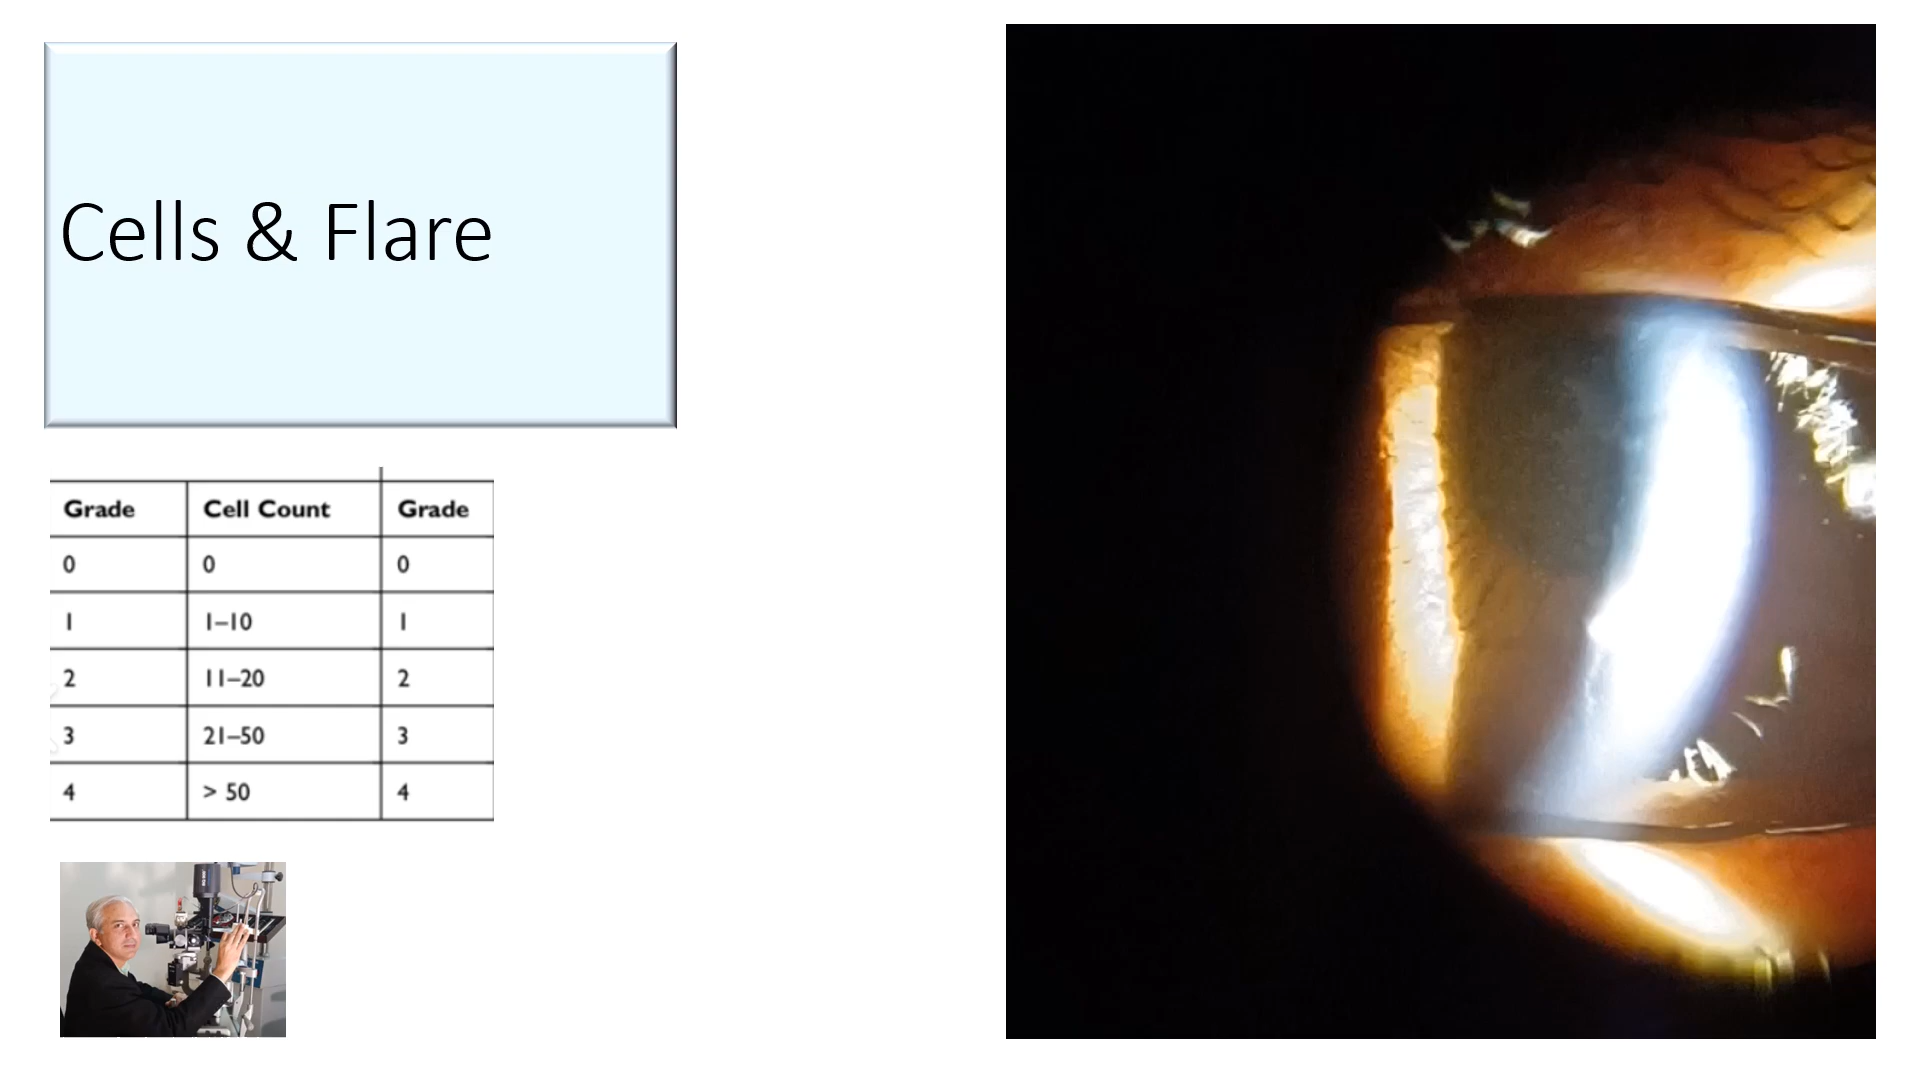 Cells & Flare
Grade Cell Count Grade
0 0 0
1 1–10 1
2 11–20 2
3 21–50 3
4 > 50 4